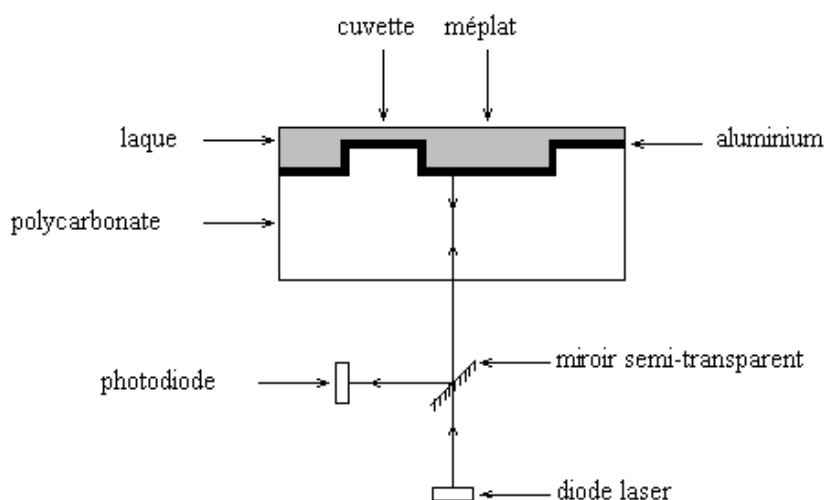 cuvette
méplat
laque
aluminium
polycarbonate
miroir semi-transparent
photodiode
diode laser